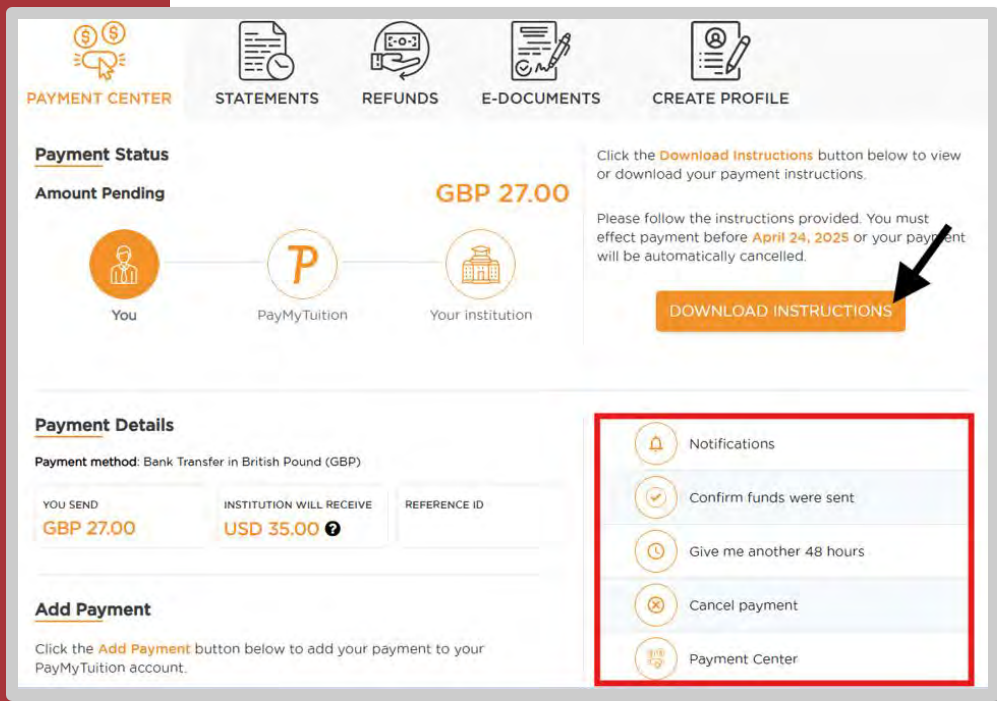 PAYMENT CENTER
STATEMENTS
REFUNDS
E-DOCUMENTS
CREATE PROFILE
Payment Status
Amount Pending
GBP 27.00
You
PayMyTuition
Your institution
Click the Download Instructions button below to view
or download your payment instructions.
Please follow the instructions provided. You must
effect payment before April 24, 2025 or your payment
will be automatically cancelled.
DOWNLOAD INSTRUCTIONS
Payment Details
Payment method: Bank Transfer in British Pound (GBP)
YOU SEND
GBP 27.00
INSTITUTION WILL RECEIVE
USD 35.00 ?
REFERENCE ID
Add Payment
Click the Add Payment button below to add your payment to your
PayMyTuition account.
Notifications
Confirm funds were sent
Give me another 48 hours
Cancel payment
Payment Center